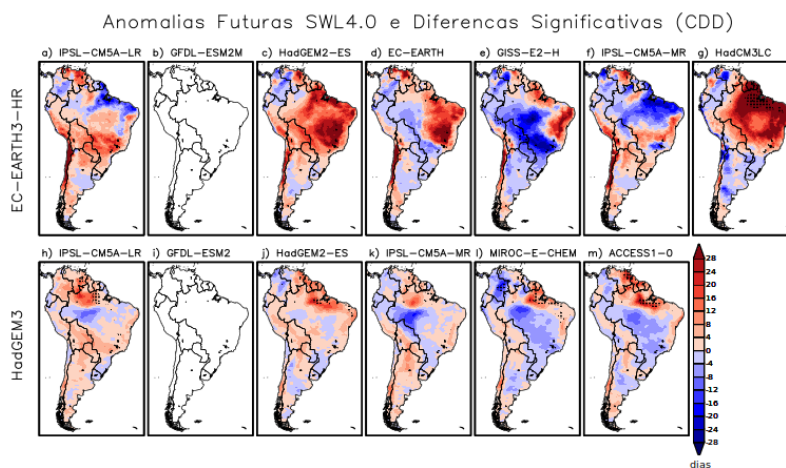 Anomalias Futuras SWL4.0 e Diferencas Significativas (CDD)
a) IPSL-CM5A-LR b) GFDL-ESM2M c) HadGEM2-ES d) EC-EARTH e) GISS-E2-H f) IPSL-CM5A-MR g) HadCM3LC
EC-EARTH3-HR
h) IPSL-CM5A-LR i) GFDL-ESM2 j) HadGEM2-ES k) IPSL-CM5A-MR l) MIROC-E-CHEM m) ACCESS1-0
HadGEM3
28
24
20
16
12
8
4
0
-4
-8
-12
-16
-20
-24
-28
dias